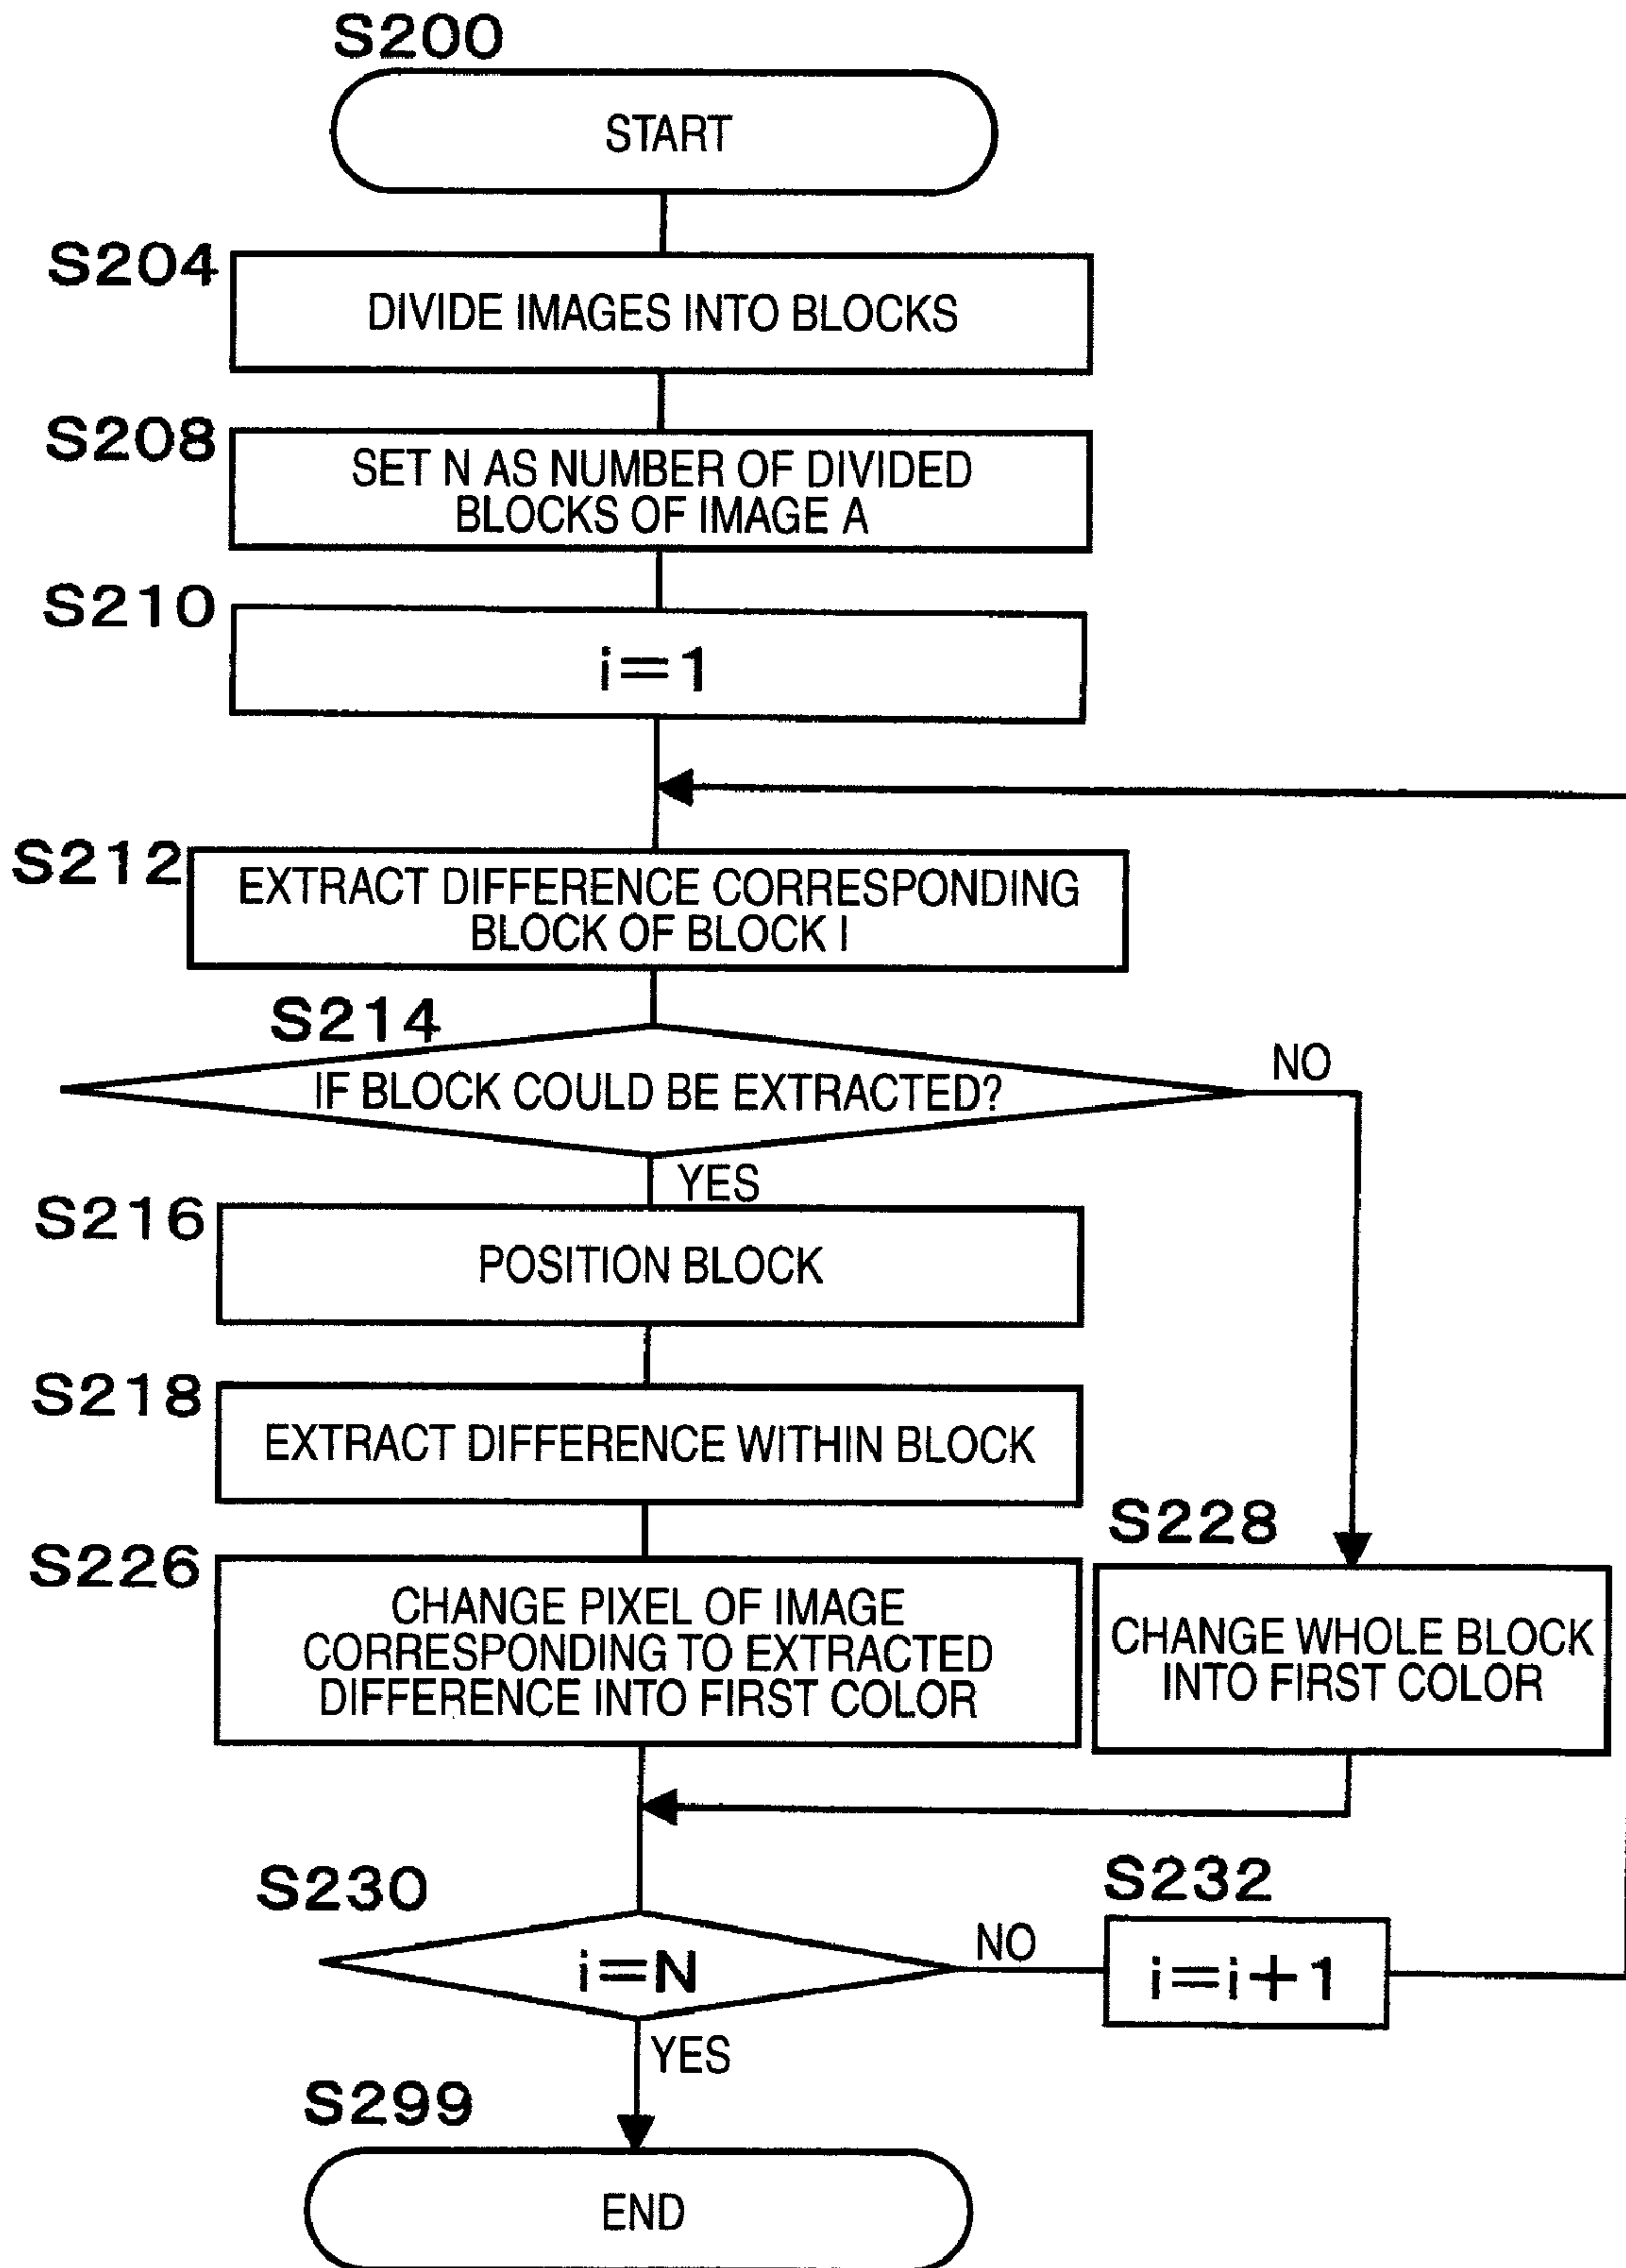 S200
START
S204
DIVIDE IMAGES INTO BLOCKS
S208
SET N AS NUMBER OF DIVIDED
BLOCKS OF IMAGE A
S210
i=1
S212
EXTRACT DIFFERENCE CORRESPONDING
BLOCK OF BLOCK I
S214
IF BLOCK COULD BE EXTRACTED?
NO
YES
S216
POSITION BLOCK
S218
EXTRACT DIFFERENCE WITHIN BLOCK
S226
CHANGE PIXEL OF IMAGE
CORRESPONDING TO EXTRACTED
DIFFERENCE INTO FIRST COLOR
S228
CHANGE WHOLE BLOCK
INTO FIRST COLOR
S230
i=N
NO
S232
i=i+1
YES
S299
END